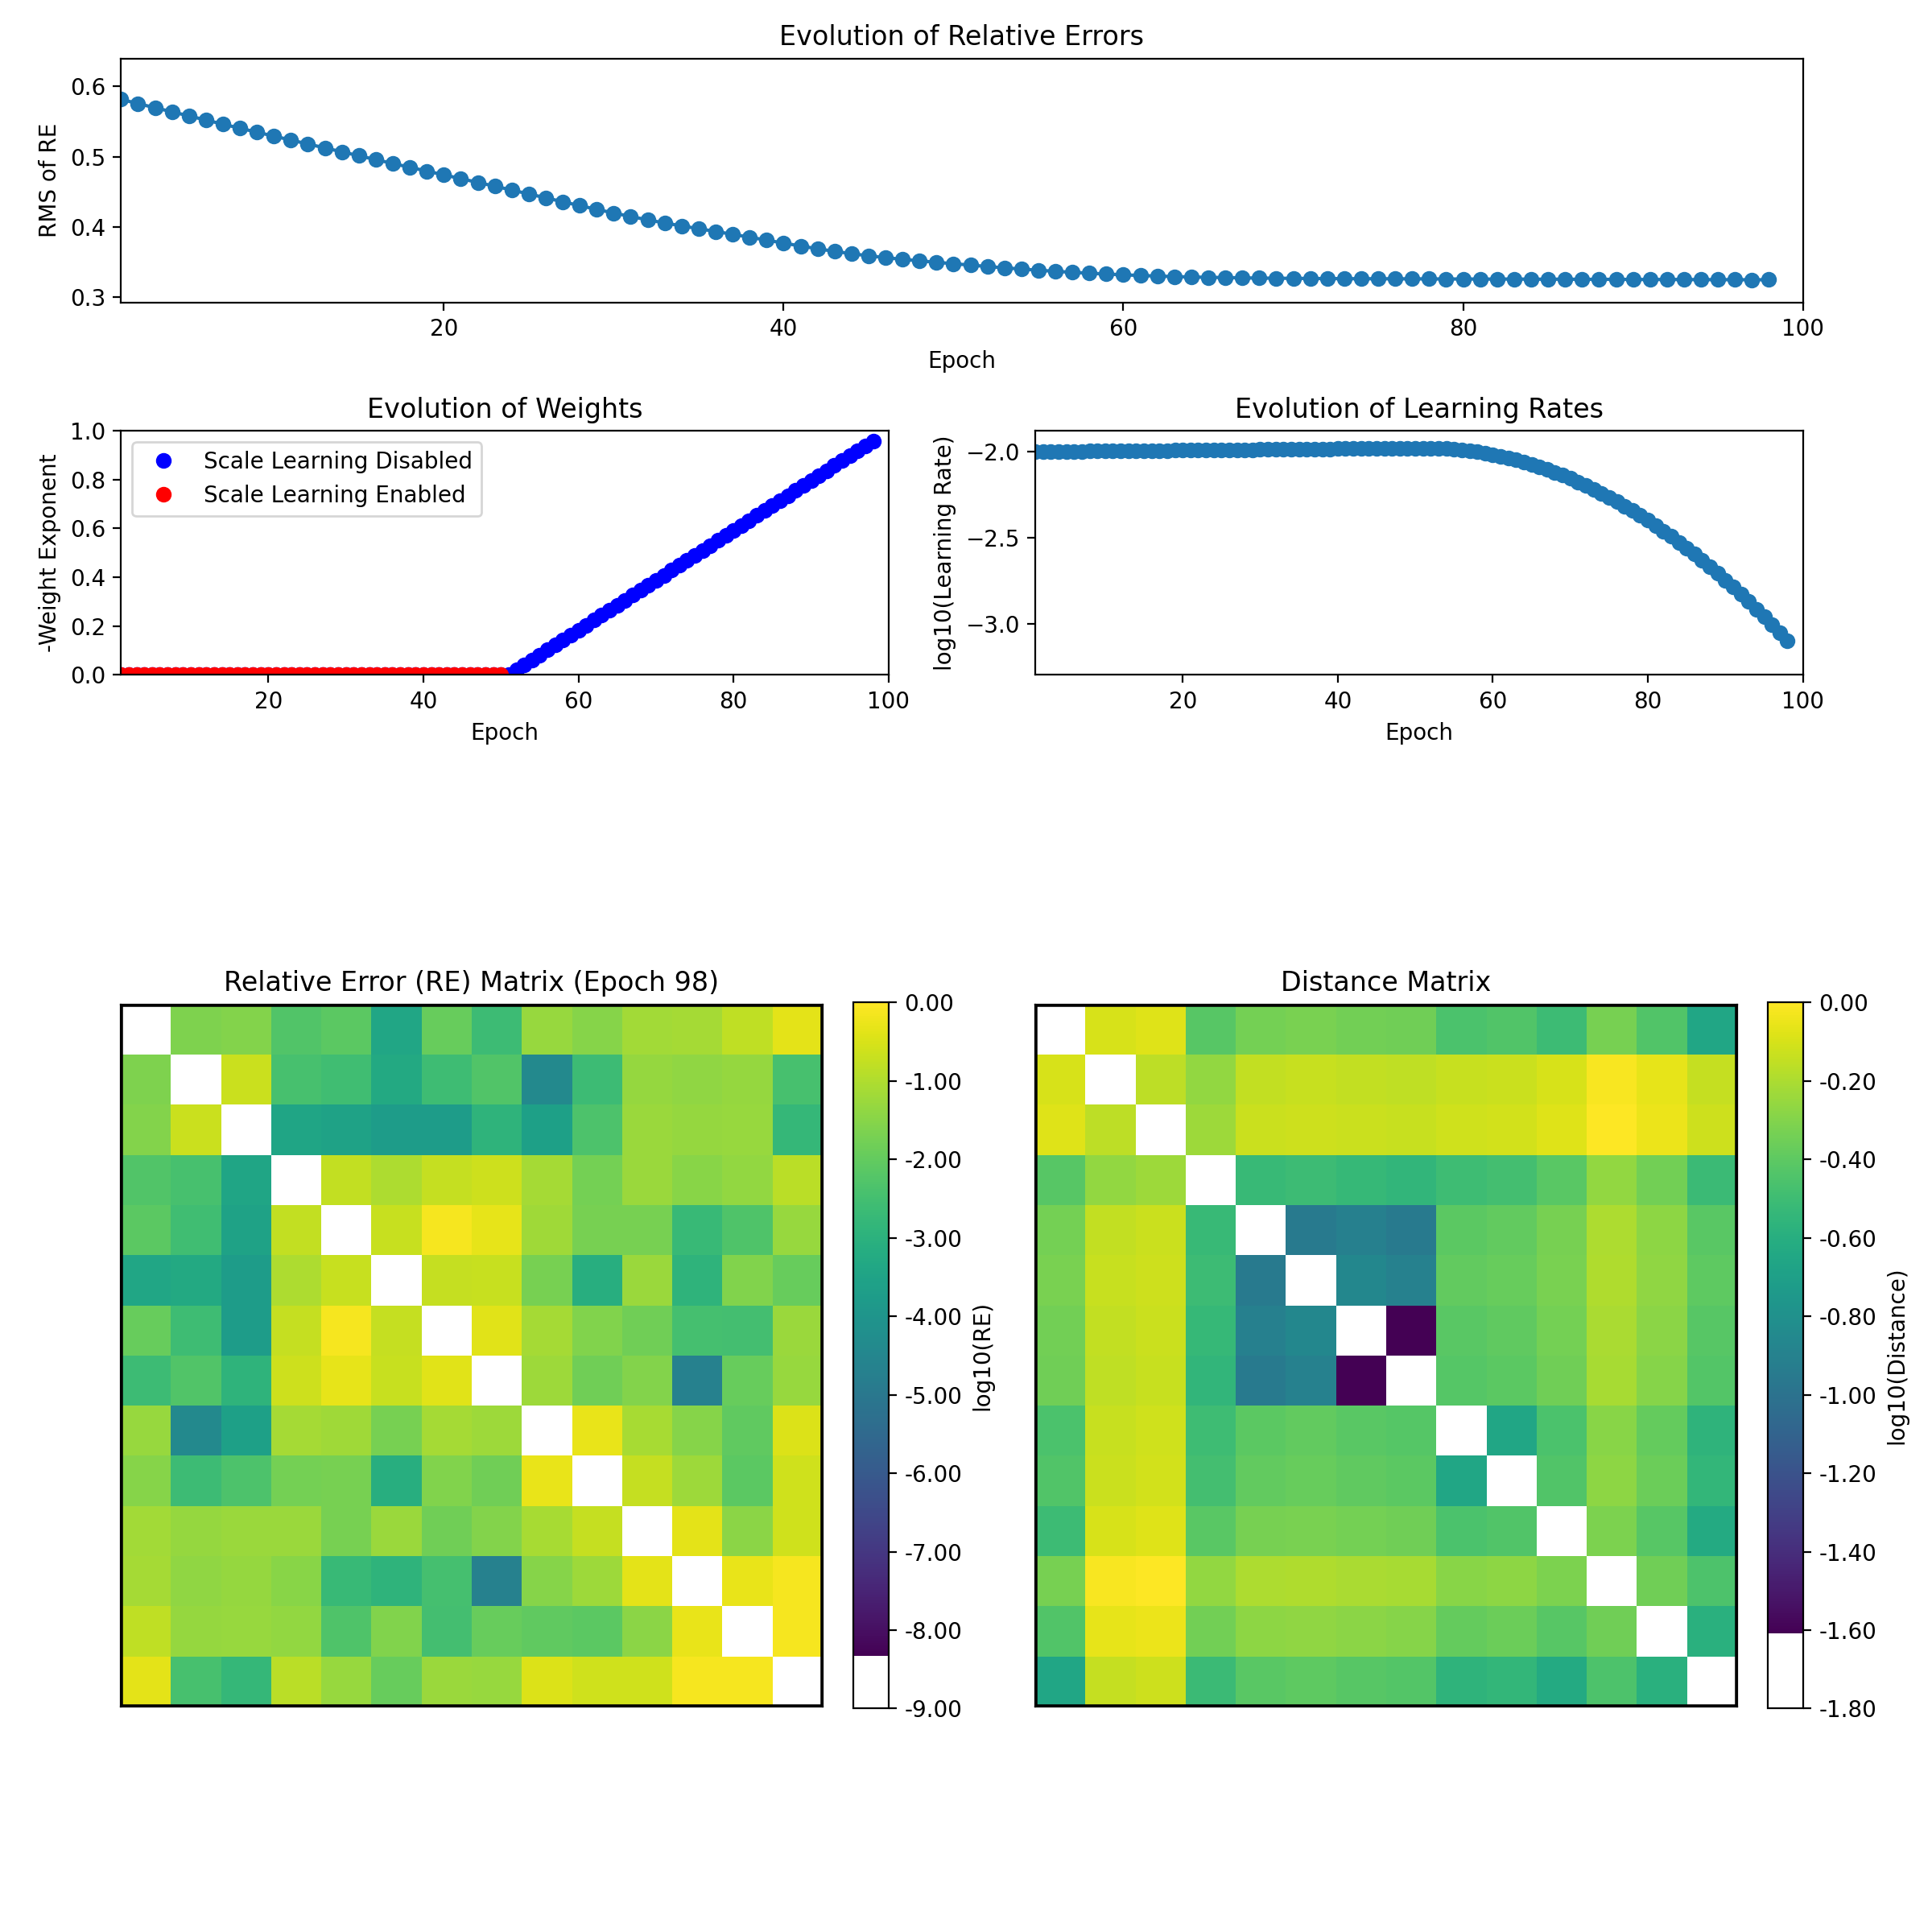 Evolution of Relative Errors
RMS of RE
0.6
0.5
0.4
0.3
20 40 60 80 100
Epoch
Evolution of Weights
-Weight Exponent
1.0
0.8
0.6
0.4
0.2
0.0
Scale Learning Disabled
Scale Learning Enabled
20 40 60 80 100
Epoch
Evolution of Learning Rates
log10(Learning Rate)
−2.0
−2.5
−3.0
20 40 60 80 100
Epoch
Relative Error (RE) Matrix (Epoch 98)
0.00
-1.00
-2.00
-3.00
-4.00
-5.00
-6.00
-7.00
-8.00
-9.00
log10(RE)
Distance Matrix
0.00
-0.20
-0.40
-0.60
-0.80
-1.00
-1.20
-1.40
-1.60
-1.80
log10(Distance)